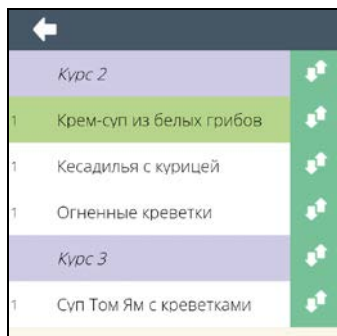 Курс 2
1 Крем-суп из белых грибов
1 Кесадилья с курицей
1 Огненные креветки
Курс 3
1 Суп Том Ям с креветками